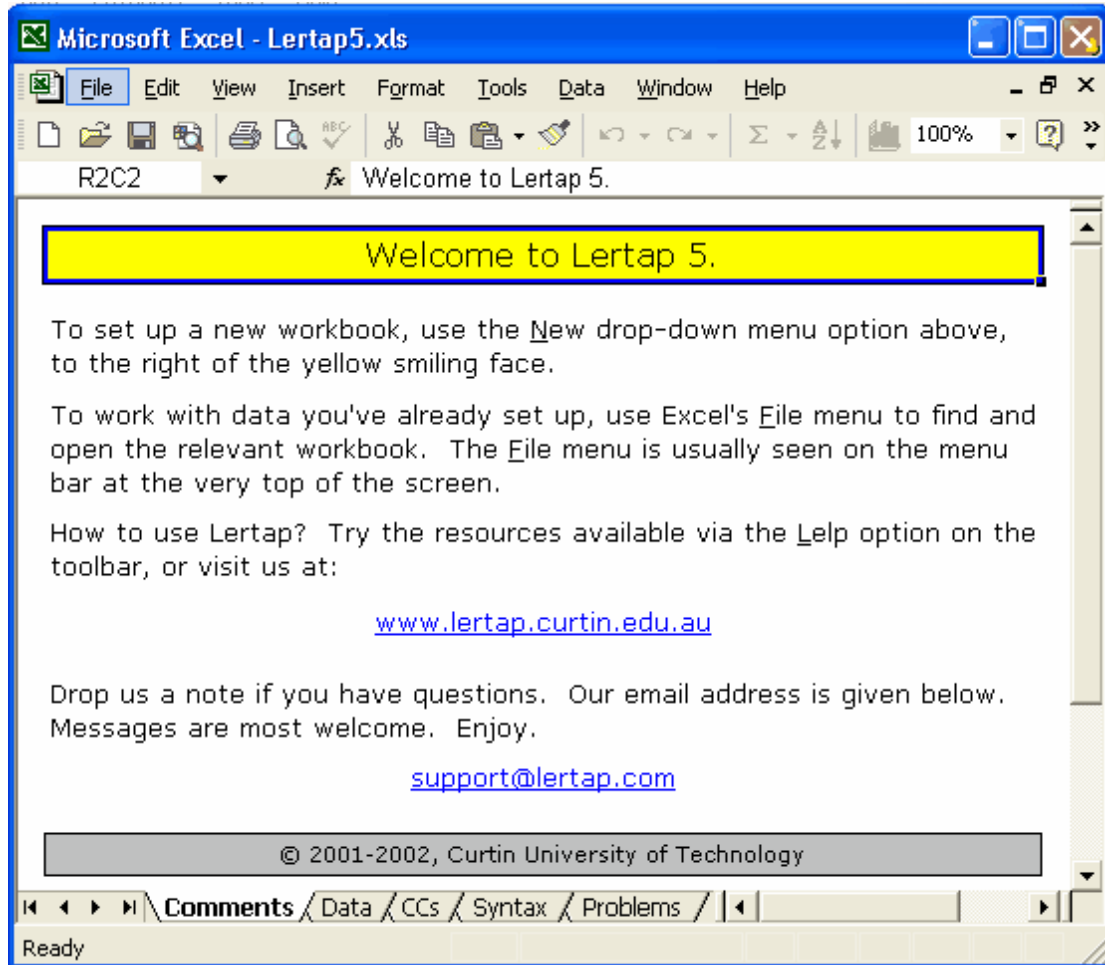 Microsoft Excel - Lertap5.xls
File Edit View Insert Format Tools Data Window Help
ABC Σ A Z 100% ?
R2C2 fx Welcome to Lertap 5.
Welcome to Lertap 5.
To set up a new workbook, use the New drop-down menu option above,
to the right of the yellow smiling face.
To work with data you've already set up, use Excel's File menu to find and
open the relevant workbook. The File menu is usually seen on the menu
bar at the very top of the screen.
How to use Lertap? Try the resources available via the Lelp option on the
toolbar, or visit us at:
www.lertap.curtin.edu.au
Drop us a note if you have questions. Our email address is given below.
Messages are most welcome. Enjoy.
support@lertap.com
© 2001-2002, Curtin University of Technology
Comments Data CCs Syntax Problems
Ready